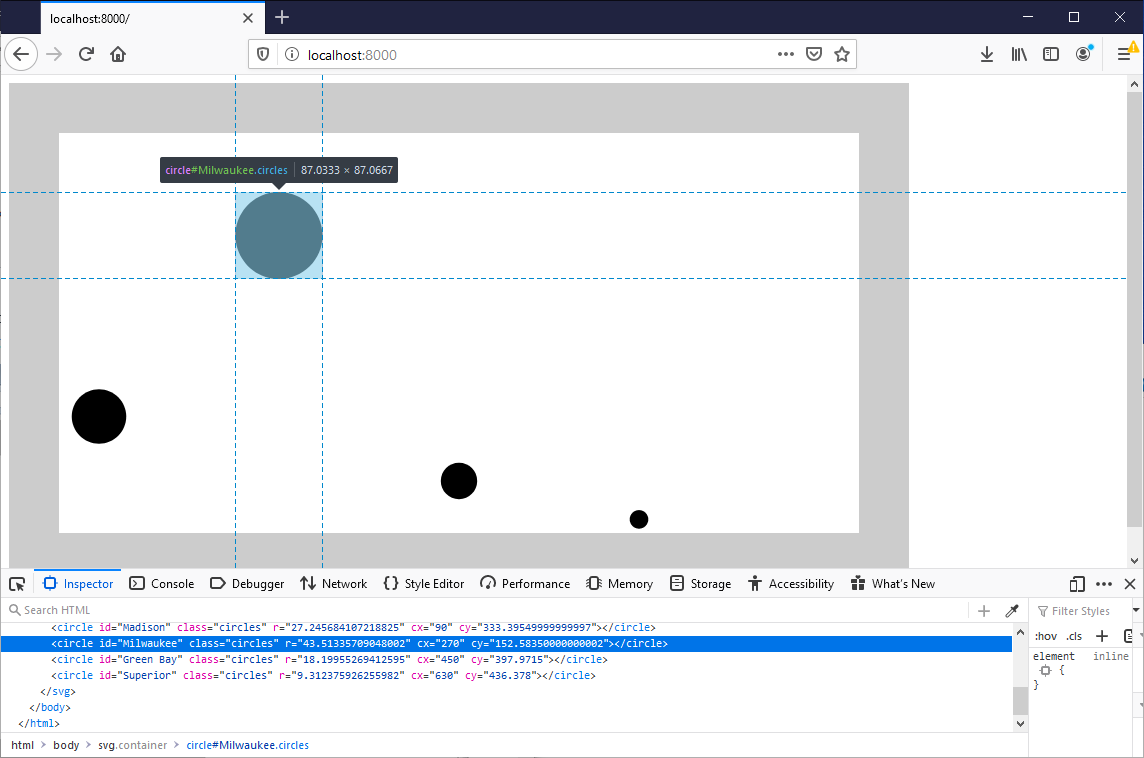 localhost:8000/
localhost:8000
circle#Milwaukee.circles 87.0333 × 87.0667
Inspector Console Debugger Network Style Editor Performance Memory Storage Accessibility What's New
Search HTML
Filter Styles
<circle id="Madison" class="circles" r="27.245684107218825" cx="90" cy="333.39549999999997"></circle>
<circle id="Milwaukee" class="circles" r="43.51335709048002" cx="270" cy="152.58350000000002"></circle>
<circle id="Green Bay" class="circles" r="18.19955269412595" cx="450" cy="397.9715"></circle>
<circle id="Superior" class="circles" r="9.312375926255982" cx="630" cy="436.378"></circle>
</svg>
</body>
</html>
:hov .cls +
element inline
{
}
html > body > svg.container > circle#Milwaukee.circles